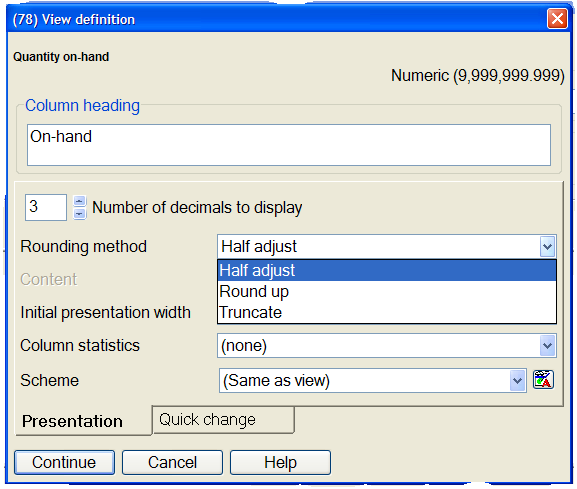 (78) View definition
Quantity on-hand
Numeric (9,999,999.999)
Column heading
On-hand
3 Number of decimals to display
Rounding method Half adjust
Half adjust
Content
Round up
Initial presentation width Truncate
Column statistics (none)
Scheme (Same as view)
Presentation Quick change
Continue Cancel Help